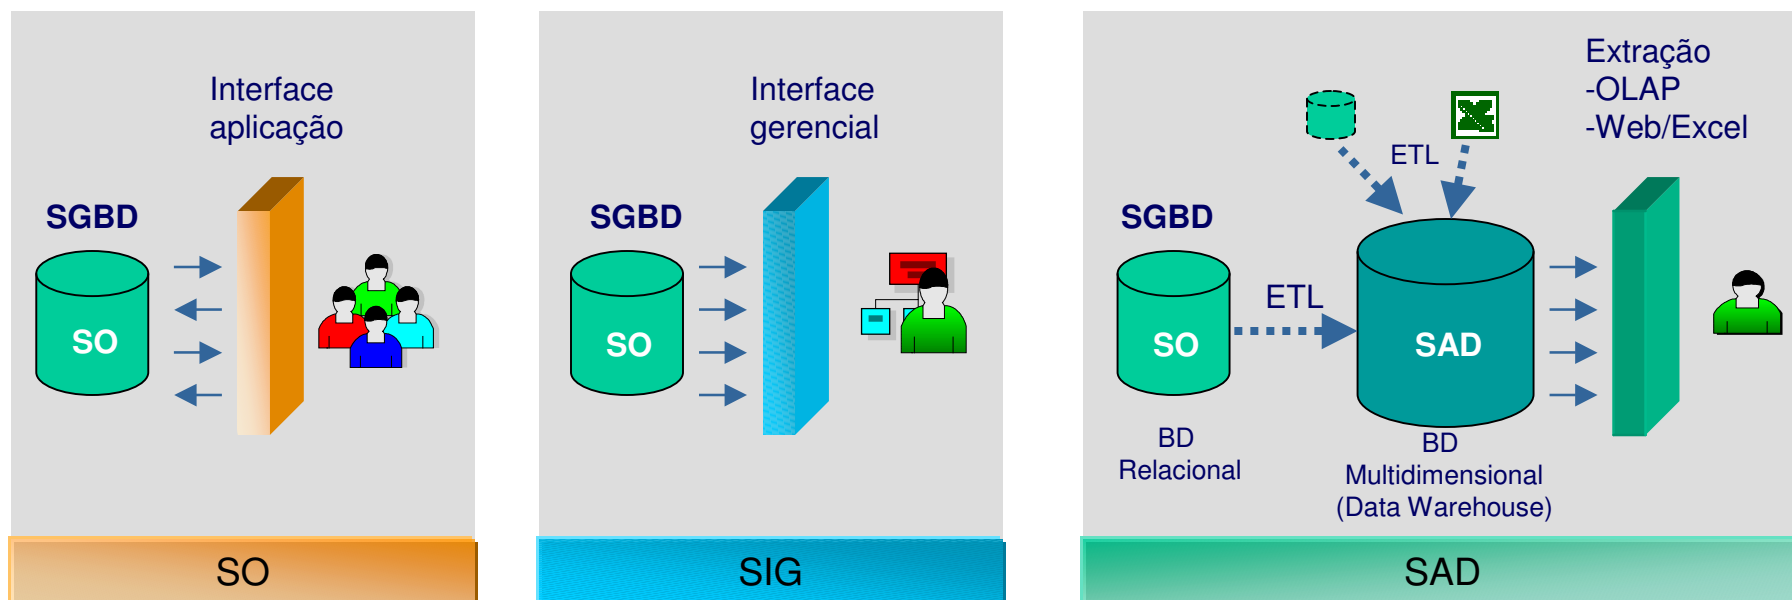 Interface
aplicação
SGBD
SO
SO
Interface
gerencial
SGBD
SO
SIG
Extração
-OLAP
-Web/Excel
ETL
SGBD
ETL
SO
SAD
BD
Relacional
BD
Multidimensional
(Data Warehouse)
SAD